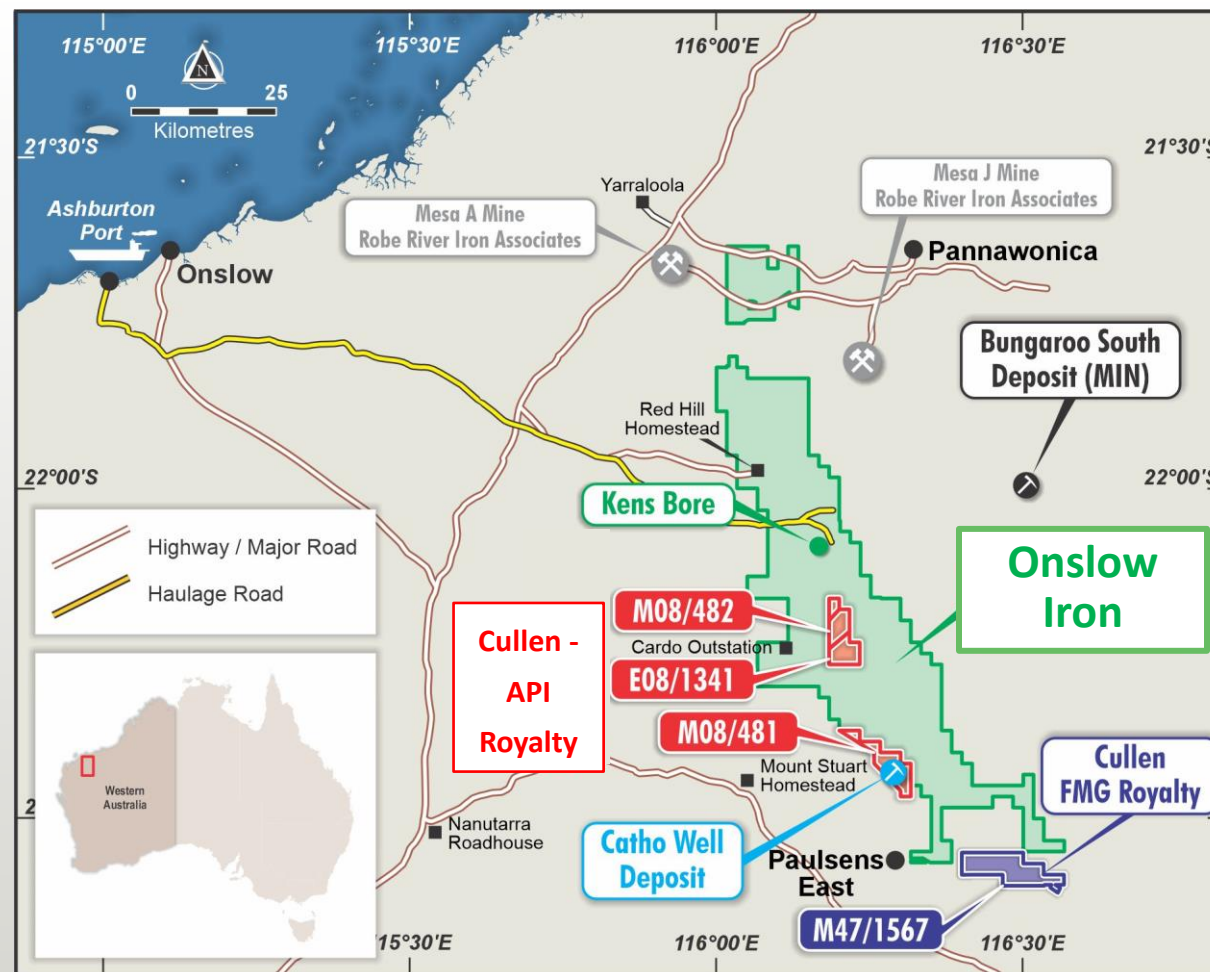 115°00'E
115°30'E
116°00'E
116°30'E
N
0 25
Kilometres
21°30'S
21°30'S
Yarraloola
Mesa J Mine
Robe River Iron Associates
Mesa A Mine
Robe River Iron Associates
Ashburton
Port
Onslow
Pannawonica
Bungaroo South
Deposit (MIN)
Red Hill
Homestead
22°00'S
22°00'S
Kens Bore
Highway / Major Road
Haulage Road
Onslow
Iron
M08/482
Cardo Outstation
E08/1341
Cullen -
API
Royalty
M08/481
Mount Stuart
Homestead
Cullen
FMG Royalty
Western
Australia
Nanutarra
Roadhouse
Catho Well
Deposit
Paulsens
East
M47/1567
115°30'E
116°00'E
116°30'E